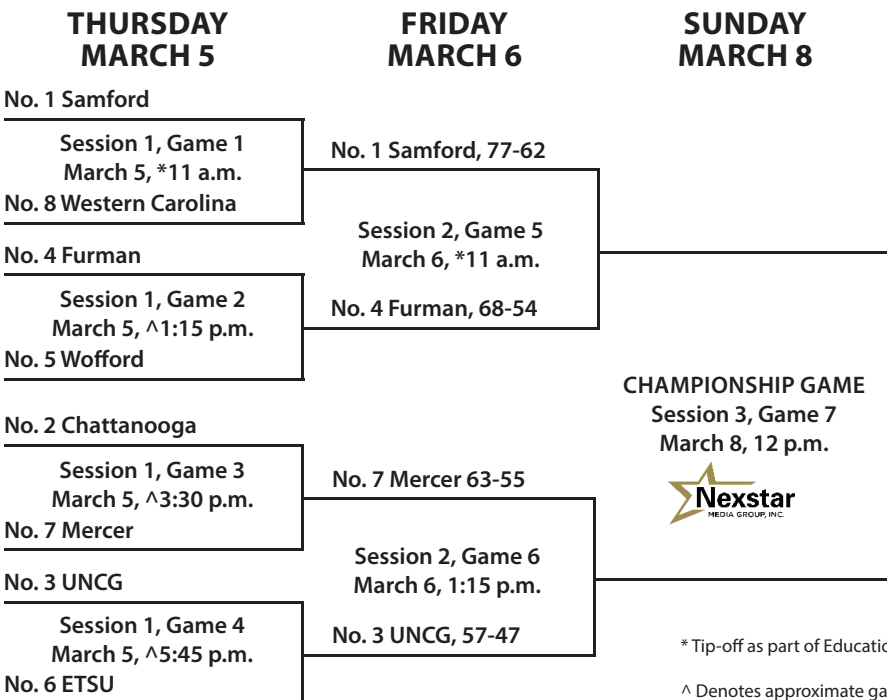 THURSDAY
MARCH 5
FRIDAY
MARCH 6
SUNDAY
MARCH 8
No. 1 Samford
Session 1, Game 1
March 5, *11 a.m.
No. 8 Western Carolina
No. 4 Furman
Session 1, Game 2
March 5, ^1:15 p.m.
No. 5 Wofford
No. 2 Chattanooga
Session 1, Game 3
March 5, ^3:30 p.m.
No. 7 Mercer
No. 3 UNCG
Session 1, Game 4
March 5, ^5:45 p.m.
No. 6 ETSU
No. 1 Samford, 77-62
Session 2, Game 5
March 6, *11 a.m.
No. 4 Furman, 68-54
No. 7 Mercer 63-55
Session 2, Game 6
March 6, 1:15 p.m.
No. 3 UNCG, 57-47
CHAMPIONSHIP GAME
Session 3, Game 7
March 8, 12 p.m.
Nexstar
MEDIA GROUP, INC.
* Tip-off as part of Educatio
^ Denotes approximate ga